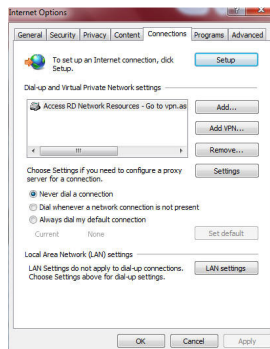 Internet Options
General Security Privacy Content Connections Programs Advanced
To set up an Internet connection, click
Setup.
Setup
Dial-up and Virtual Private Network settings
Access RD Network Resources - Go to vpn.as
Add...
Add VPN...
Remove...
Choose Settings if you need to configure a proxy
server for a connection.
Settings
Never dial a connection
Dial whenever a network connection is not present
Always dial my default connection
Current None
Set default
Local Area Network (LAN) settings
LAN Settings do not apply to dial-up connections.
Choose Settings above for dial-up settings.
LAN settings
OK Cancel Apply